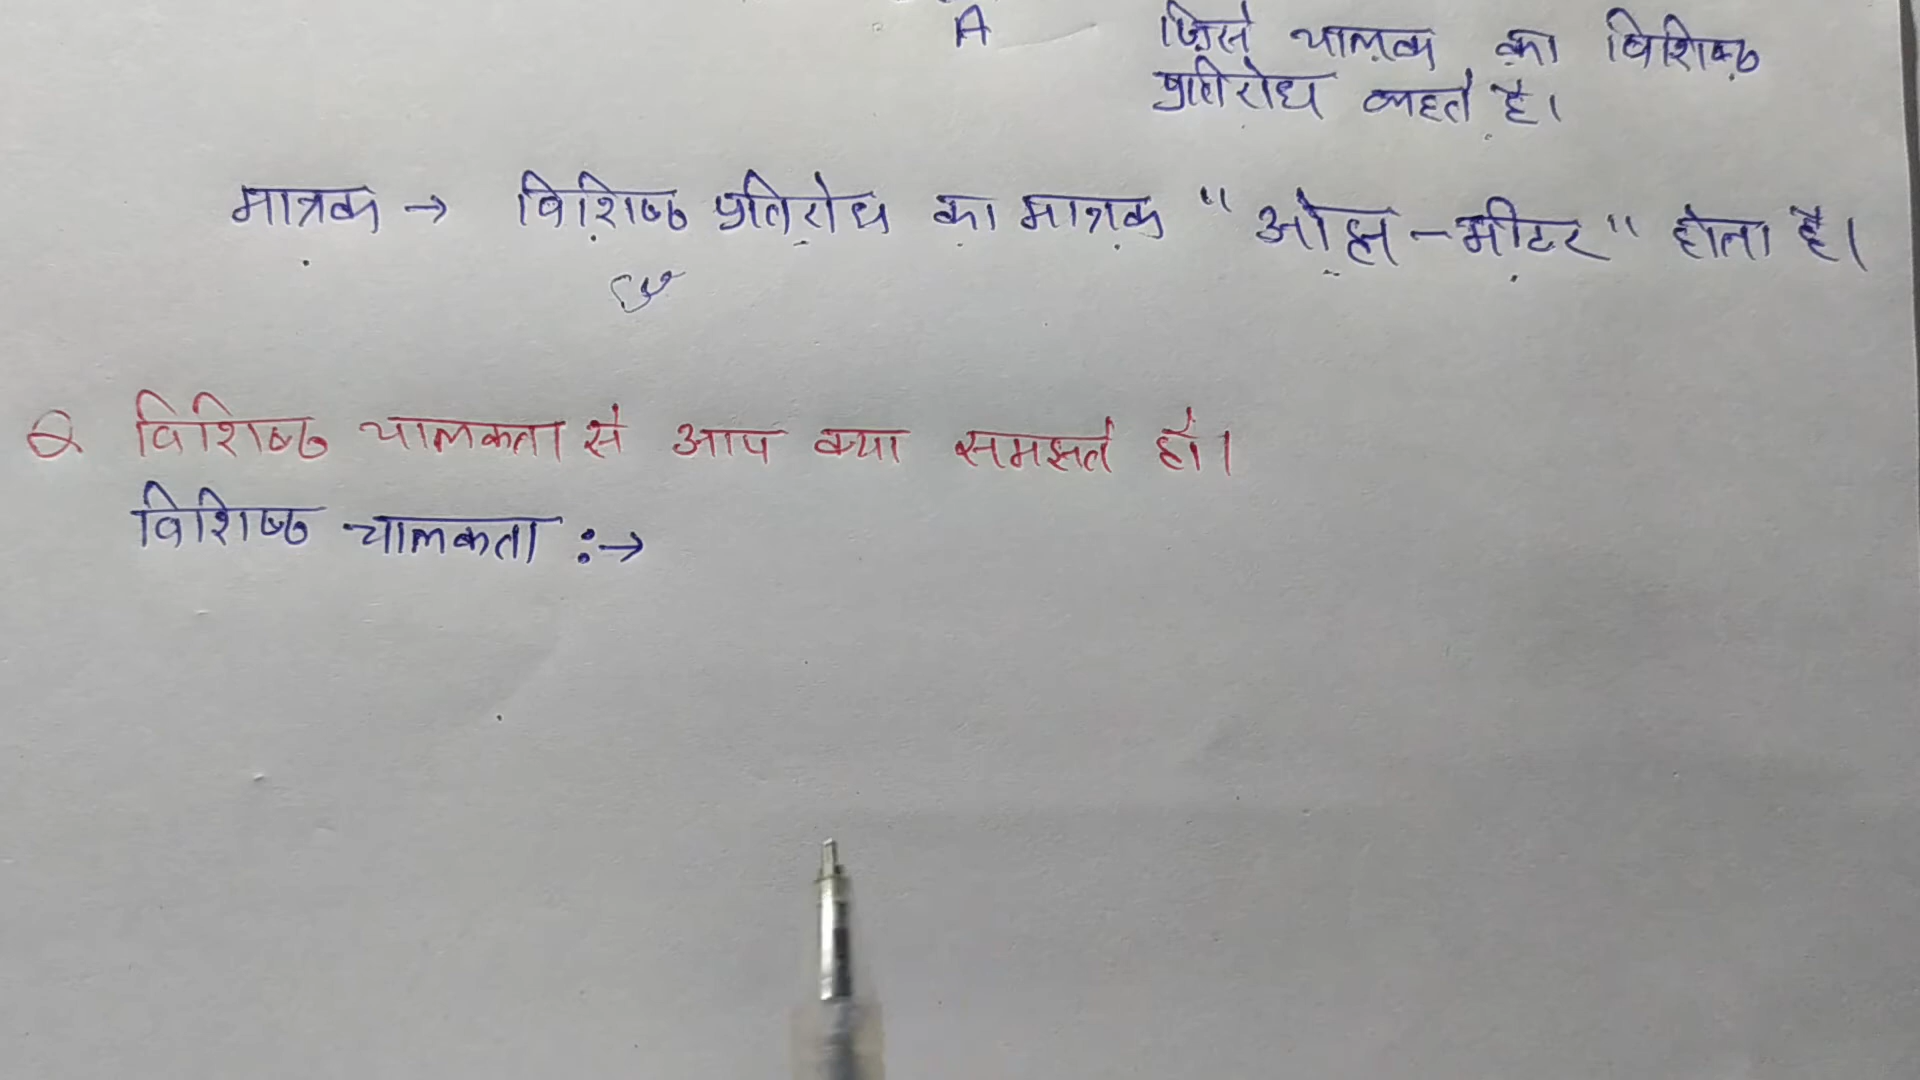 A जिसे चालक का विशिष्ठ
प्रतिरोध कहते है।
मात्रक → विशिष्ठ प्रतिरोध का मात्रक "ओह्म - मीटर" होता है।
Q विशिष्ठ चालकता से आप क्या समझते हो।
विशिष्ठ चालकता :→